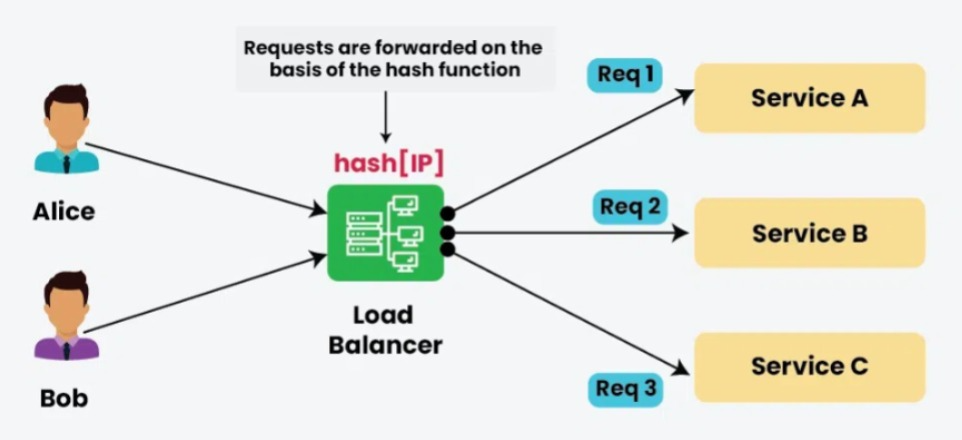 Requests are forwarded on the
basis of the hash function
hash[IP]
Alice
Bob
Load
Balancer
Req 1
Service A
Req 2
Service B
Req 3
Service C